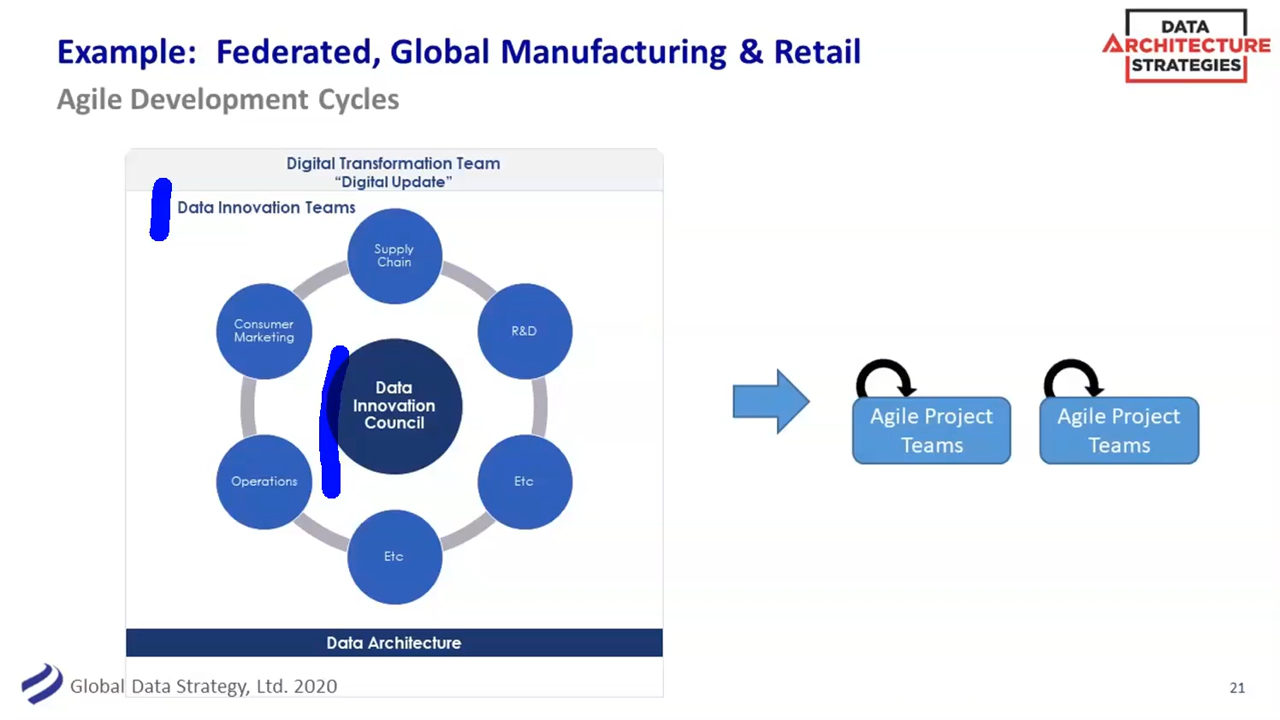 Example: Federated, Global Manufacturing & Retail
Agile Development Cycles
DATA
ARCHITECTURE
STRATEGIES
Digital Transformation Team
“Digital Update”
Data Innovation Teams
Supply
Chain
Consumer
Marketing
R&D
Data
Innovation
Council
Operations
Etc
Etc
Data Architecture
Agile Project
Teams
Agile Project
Teams
Global Data Strategy, Ltd. 2020
21